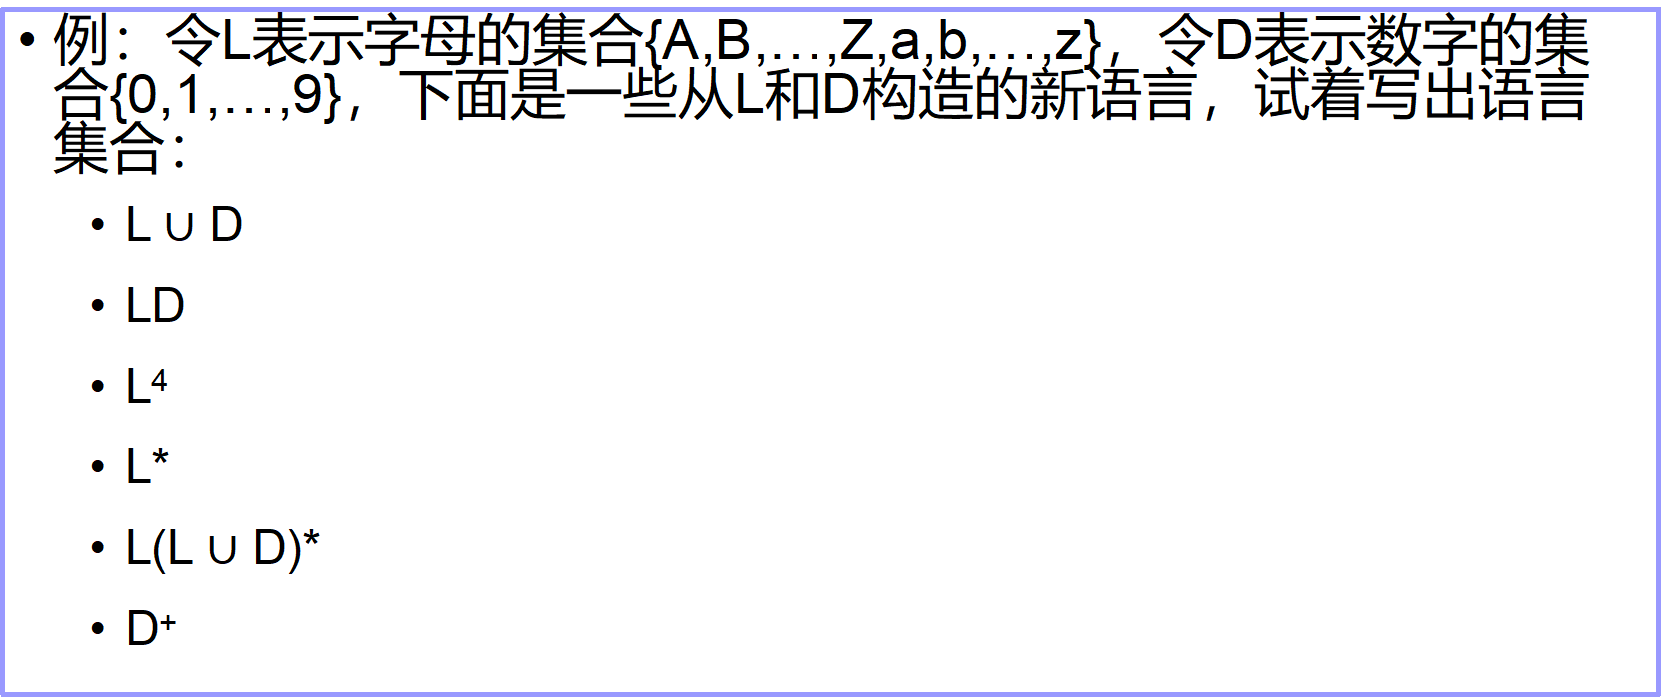 • 例：令L表示字母的集合{A,B,…,Z,a,b,…,z}，令D表示数字的集
合{0,1,…,9}，下面是一些从L和D构造的新语言，试着写出语言
集合：
• L ∪ D
• LD
• L⁴
• L*
• L(L ∪ D)*
• D⁺